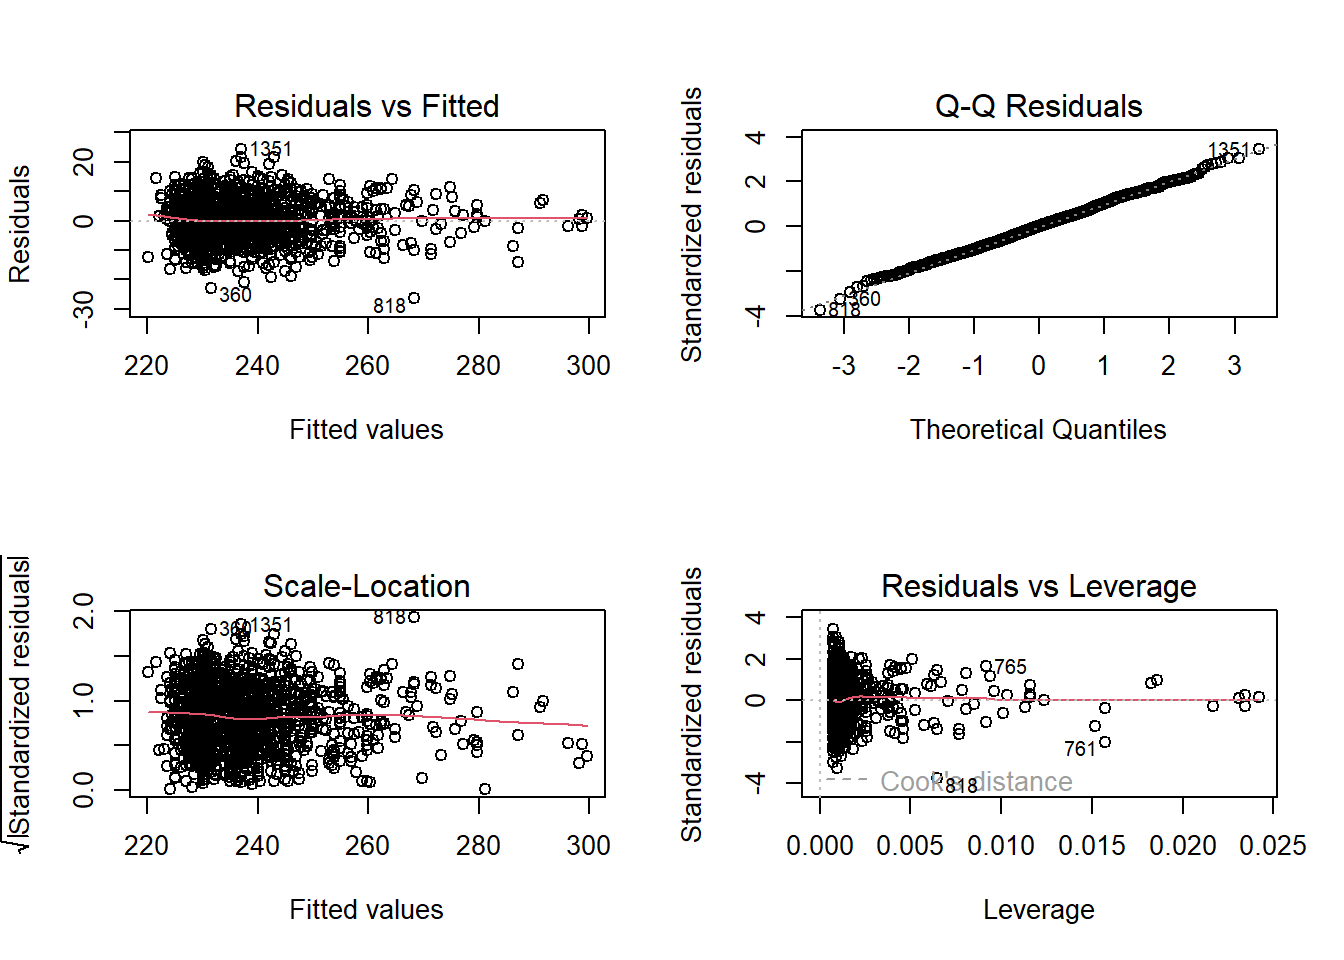 Residuals vs Fitted
Residuals
20
0
-30
1351
360
818
220 240 260 280 300
Fitted values
Q-Q Residuals
Standardized residuals
4
2
0
-4
1351
360
818
-3 -2 -1 0 1 2 3
Theoretical Quantiles
Scale-Location
√|Standardized residuals|
2.0
1.0
0.0
360
1351
818
220 240 260 280 300
Fitted values
Residuals vs Leverage
Standardized residuals
4
2
0
-4
765
761
Cook's distance
818
0.000 0.005 0.010 0.015 0.020 0.025
Leverage